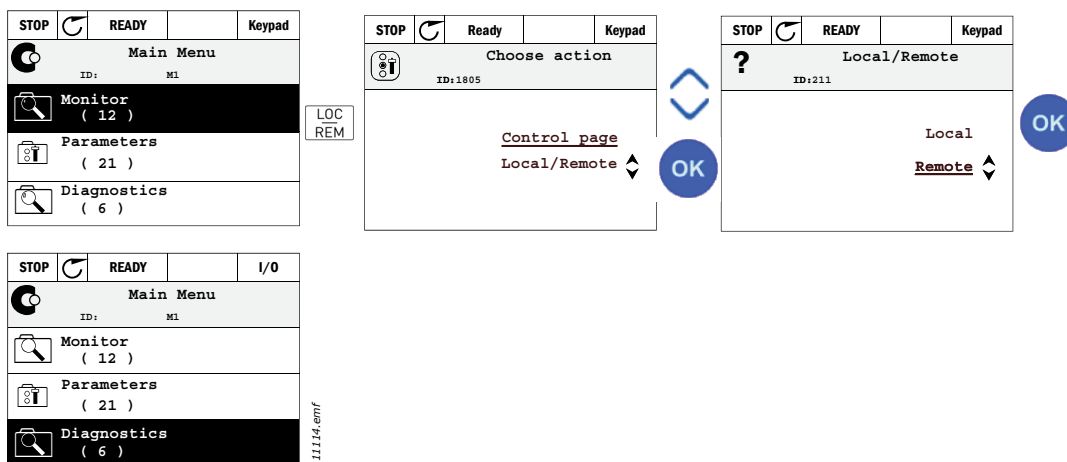 STOP READY Keypad
Main Menu
ID: M1
Monitor
( 12 )
Parameters
( 21 )
Diagnostics
( 6 )
LOC
REM
STOP Ready Keypad
Choose action
ID:1805
Control page
Local/Remote
OK
STOP READY Keypad
?
Local/Remote
ID:211
Local
Remote
OK
STOP READY I/O
Main Menu
ID: M1
Monitor
( 12 )
Parameters
( 21 )
Diagnostics
( 6 )
11114.emf